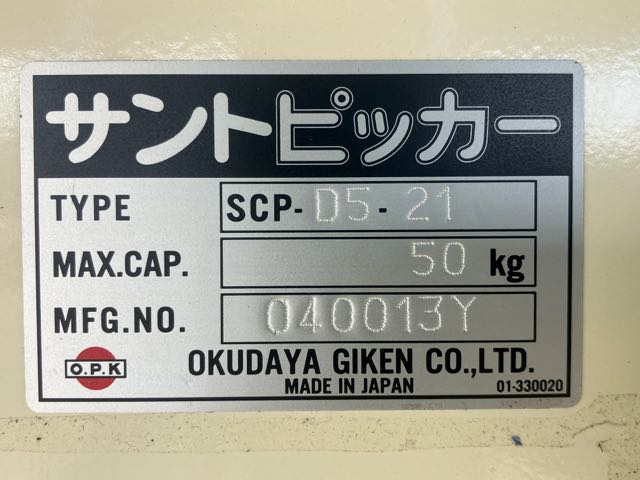 サントピッカー
TYPE SCP-D5-21
MAX.CAP. 50 kg
MFG.NO. 040013Y
O.P.K OKUDAYA GIKEN CO.,LTD.
MADE IN JAPAN 01-330020